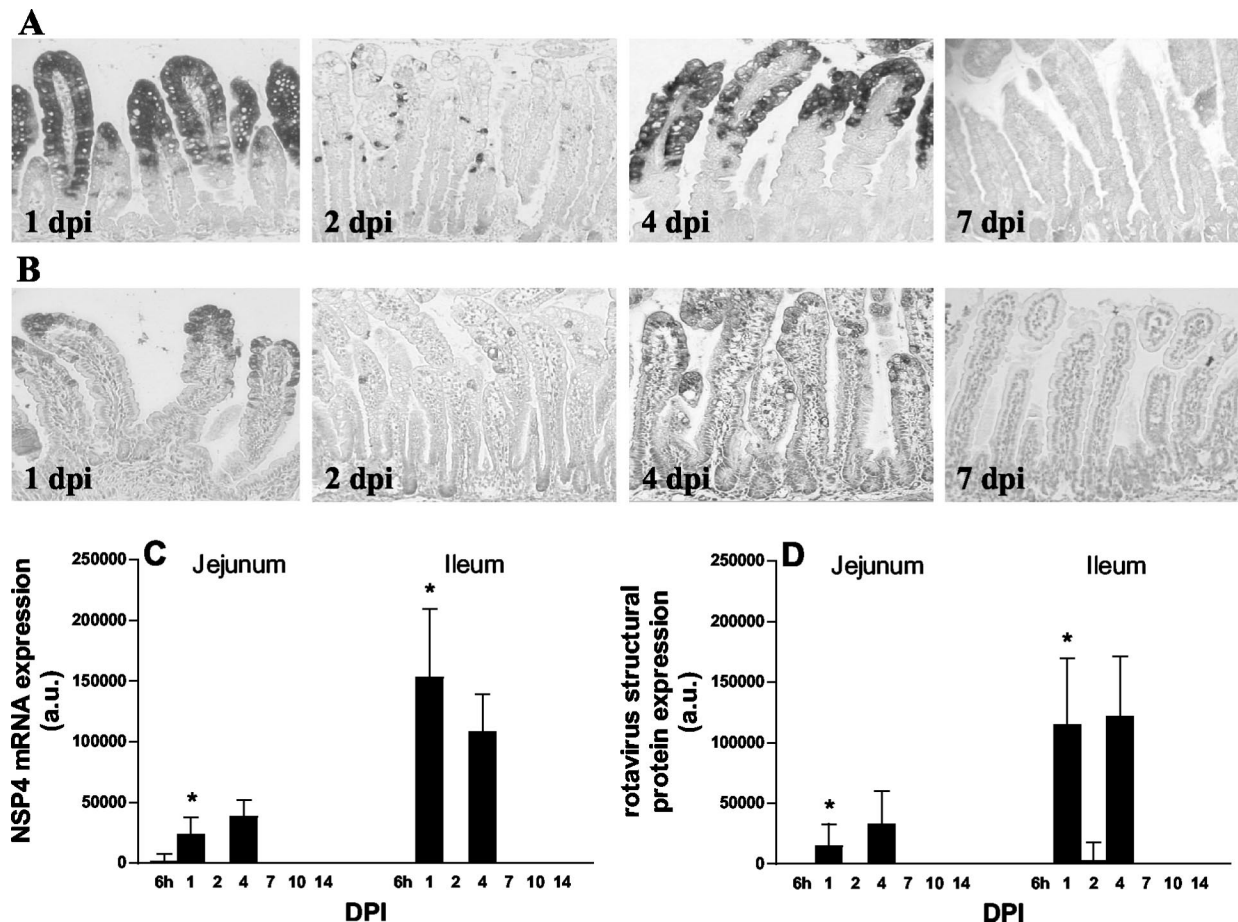 A
1 dpi 2 dpi 4 dpi 7 dpi
B
1 dpi 2 dpi 4 dpi 7 dpi
C
Jejunum Ileum
NSP4 mRNA expression
(a.u.)
250000
200000
150000
100000
50000
0
* *
6h 1 2 4 7 10 14 6h 1 2 4 7 10 14
DPI
D
Jejunum Ileum
rotavirus structural
protein expression
(a.u.)
250000
200000
150000
100000
50000
0
* *
6h 1 2 4 7 10 14 6h 1 2 4 7 10 14
DPI